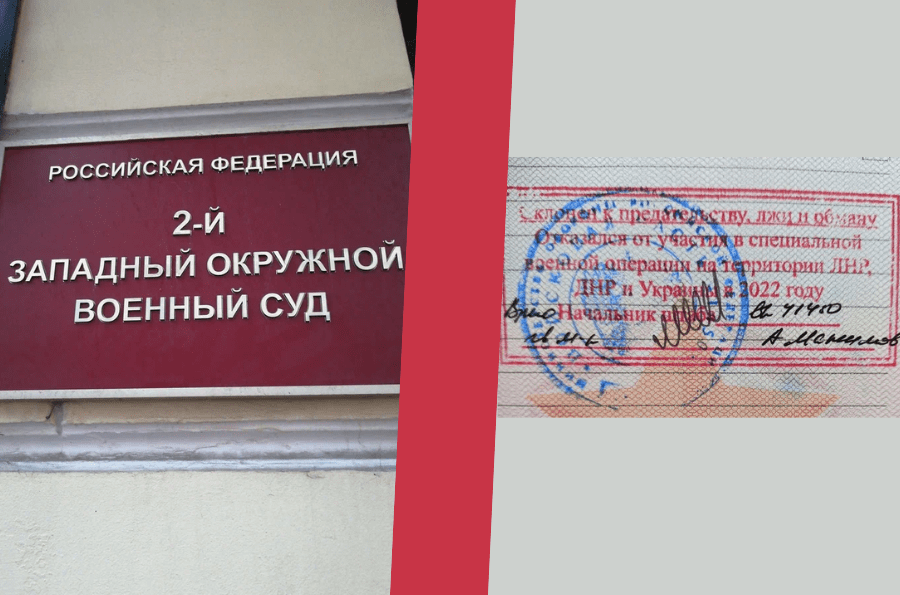 РОССИЙСКАЯ ФЕДЕРАЦИЯ
2-Й
ЗАПАДНЫЙ ОКРУЖНОЙ
ВОЕННЫЙ СУД
Склонен к предательству, лжи и обману
Отказался от участия в специальной
военной операции на территории ЛНР,
ДНР и Украины в 2022 году
Врио Начальник штаба